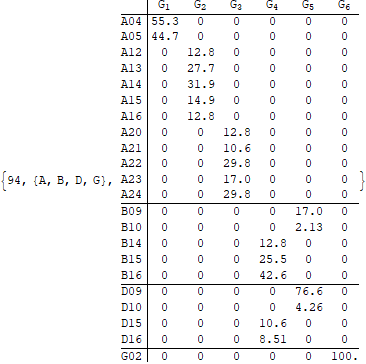 G₁ G₂ G₃ G₄ G₅ G₆
A04 55.3 0 0 0 0 0
A05 44.7 0 0 0 0 0
A12 0 12.8 0 0 0 0
A13 0 27.7 0 0 0 0
A14 0 31.9 0 0 0 0
A15 0 14.9 0 0 0 0
A16 0 12.8 0 0 0 0
A20 0 0 12.8 0 0 0
A21 0 0 10.6 0 0 0
A22 0 0 29.8 0 0 0
{94, {A, B, D, G}, A23 0 0 17.0 0 0 0 }
A24 0 0 29.8 0 0 0
B09 0 0 0 0 17.0 0
B10 0 0 0 0 2.13 0
B14 0 0 0 12.8 0 0
B15 0 0 0 25.5 0 0
B16 0 0 0 42.6 0 0
D09 0 0 0 0 76.6 0
D10 0 0 0 0 4.26 0
D15 0 0 0 10.6 0 0
D16 0 0 0 8.51 0 0
G02 0 0 0 0 0 100.